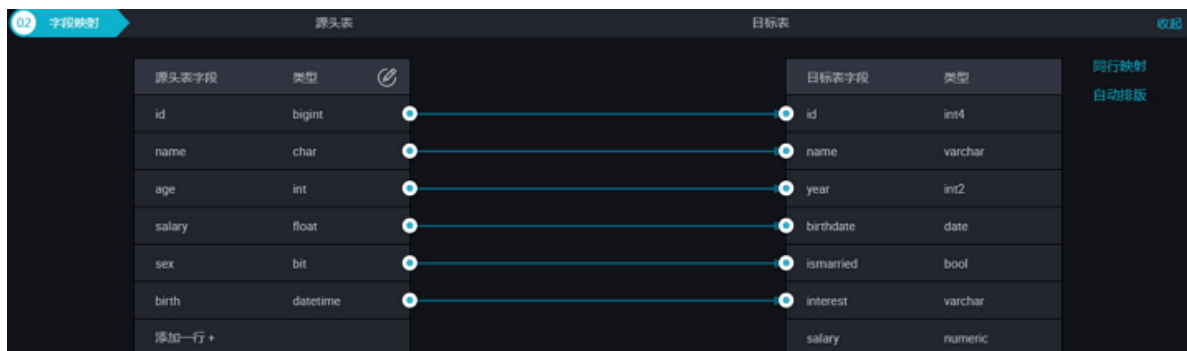 02 字段映射 源头表 目标表 收起
源头表字段 类型 目标表字段 类型 同行映射
自动排版
id bigint id int4
name char name varchar
age int year int2
salary float birthdate date
sex bit ismarried bool
birth datetime interest varchar
添加一行 + salary numeric